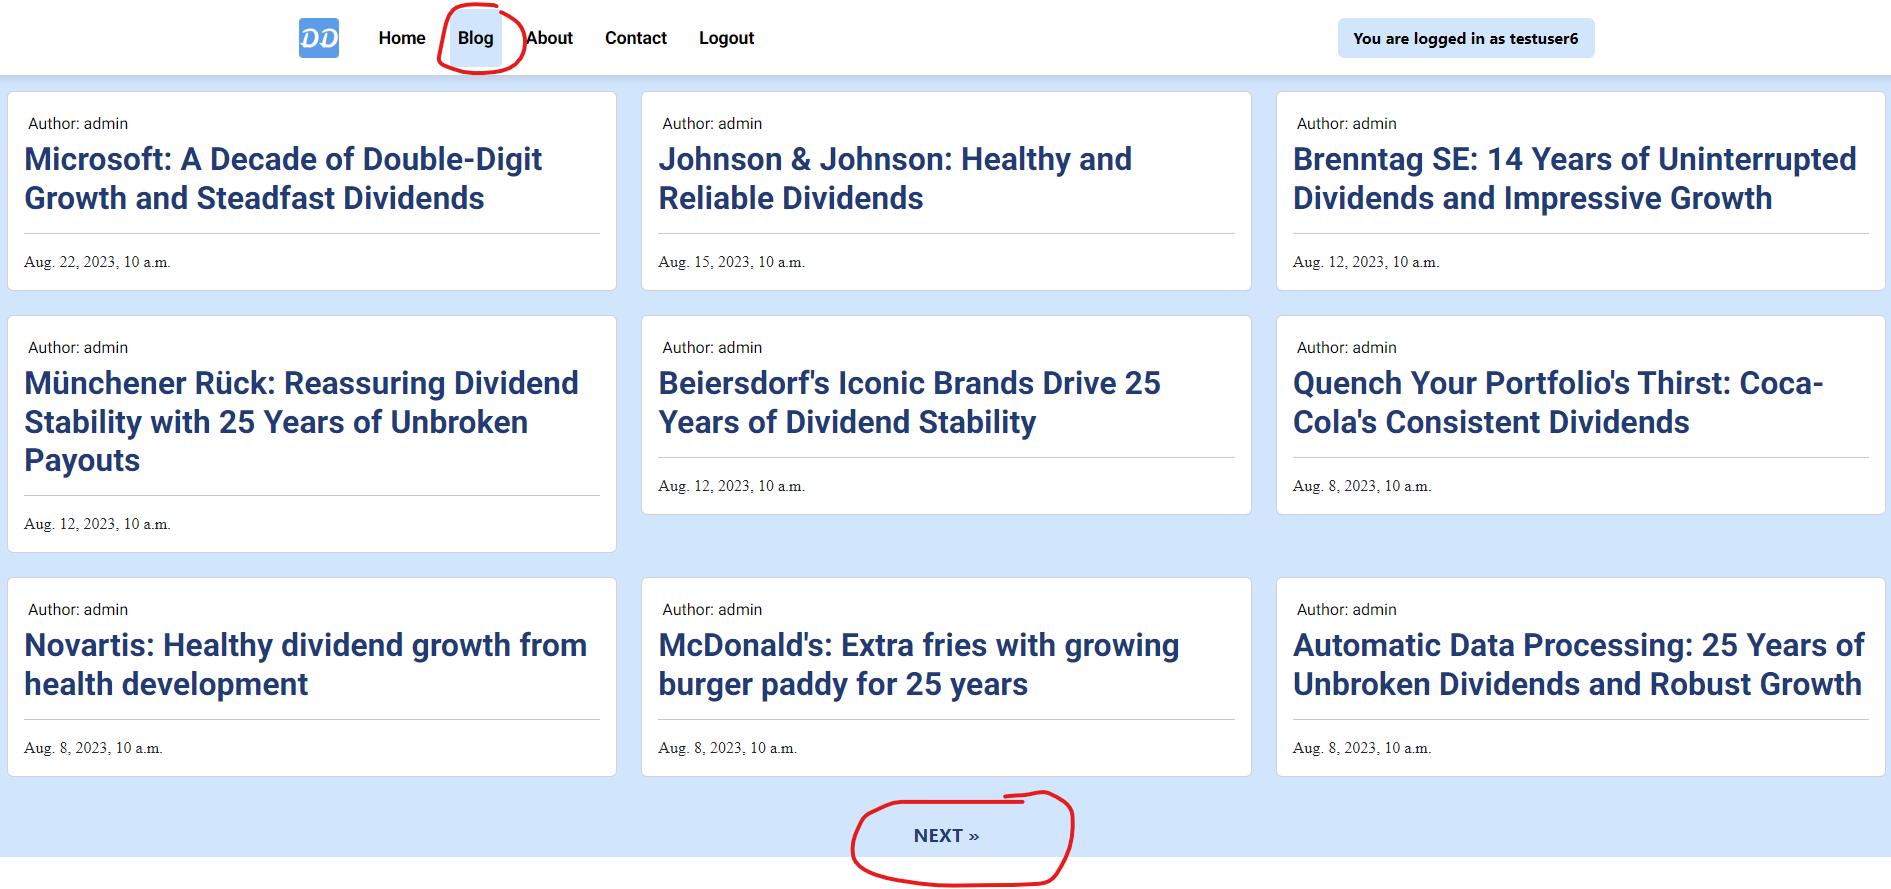 DD Home Blog About Contact Logout You are logged in as testuser6
Author: admin
Microsoft: A Decade of Double-Digit
Growth and Steadfast Dividends
Aug. 22, 2023, 10 a.m.
Author: admin
Johnson & Johnson: Healthy and
Reliable Dividends
Aug. 15, 2023, 10 a.m.
Author: admin
Brenntag SE: 14 Years of Uninterrupted
Dividends and Impressive Growth
Aug. 12, 2023, 10 a.m.
Author: admin
Münchener Rück: Reassuring Dividend
Stability with 25 Years of Unbroken
Payouts
Aug. 12, 2023, 10 a.m.
Author: admin
Beiersdorf's Iconic Brands Drive 25
Years of Dividend Stability
Aug. 12, 2023, 10 a.m.
Author: admin
Quench Your Portfolio's Thirst: Coca-
Cola's Consistent Dividends
Aug. 8, 2023, 10 a.m.
Author: admin
Novartis: Healthy dividend growth from
health development
Aug. 8, 2023, 10 a.m.
Author: admin
McDonald's: Extra fries with growing
burger paddy for 25 years
Aug. 8, 2023, 10 a.m.
Author: admin
Automatic Data Processing: 25 Years of
Unbroken Dividends and Robust Growth
Aug. 8, 2023, 10 a.m.
NEXT »